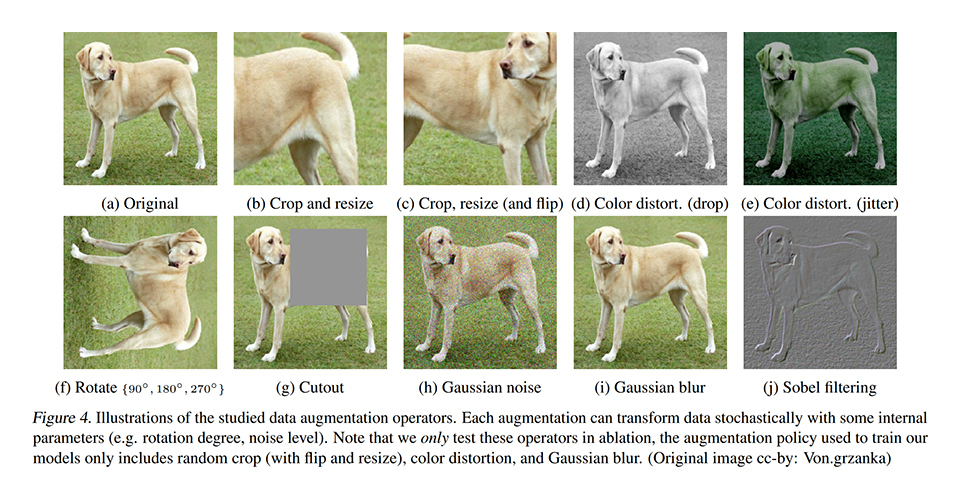 (a) Original
(b) Crop and resize
(c) Crop, resize (and flip)
(d) Color distort. (drop)
(e) Color distort. (jitter)
(f) Rotate {90°, 180°, 270°}
(g) Cutout
(h) Gaussian noise
(i) Gaussian blur
(j) Sobel filtering
Figure 4. Illustrations of the studied data augmentation operators. Each augmentation can transform data stochastically with some internal
parameters (e.g. rotation degree, noise level). Note that we only test these operators in ablation, the augmentation policy used to train our
models only includes random crop (with flip and resize), color distortion, and Gaussian blur. (Original image cc-by: Von.grzanka)